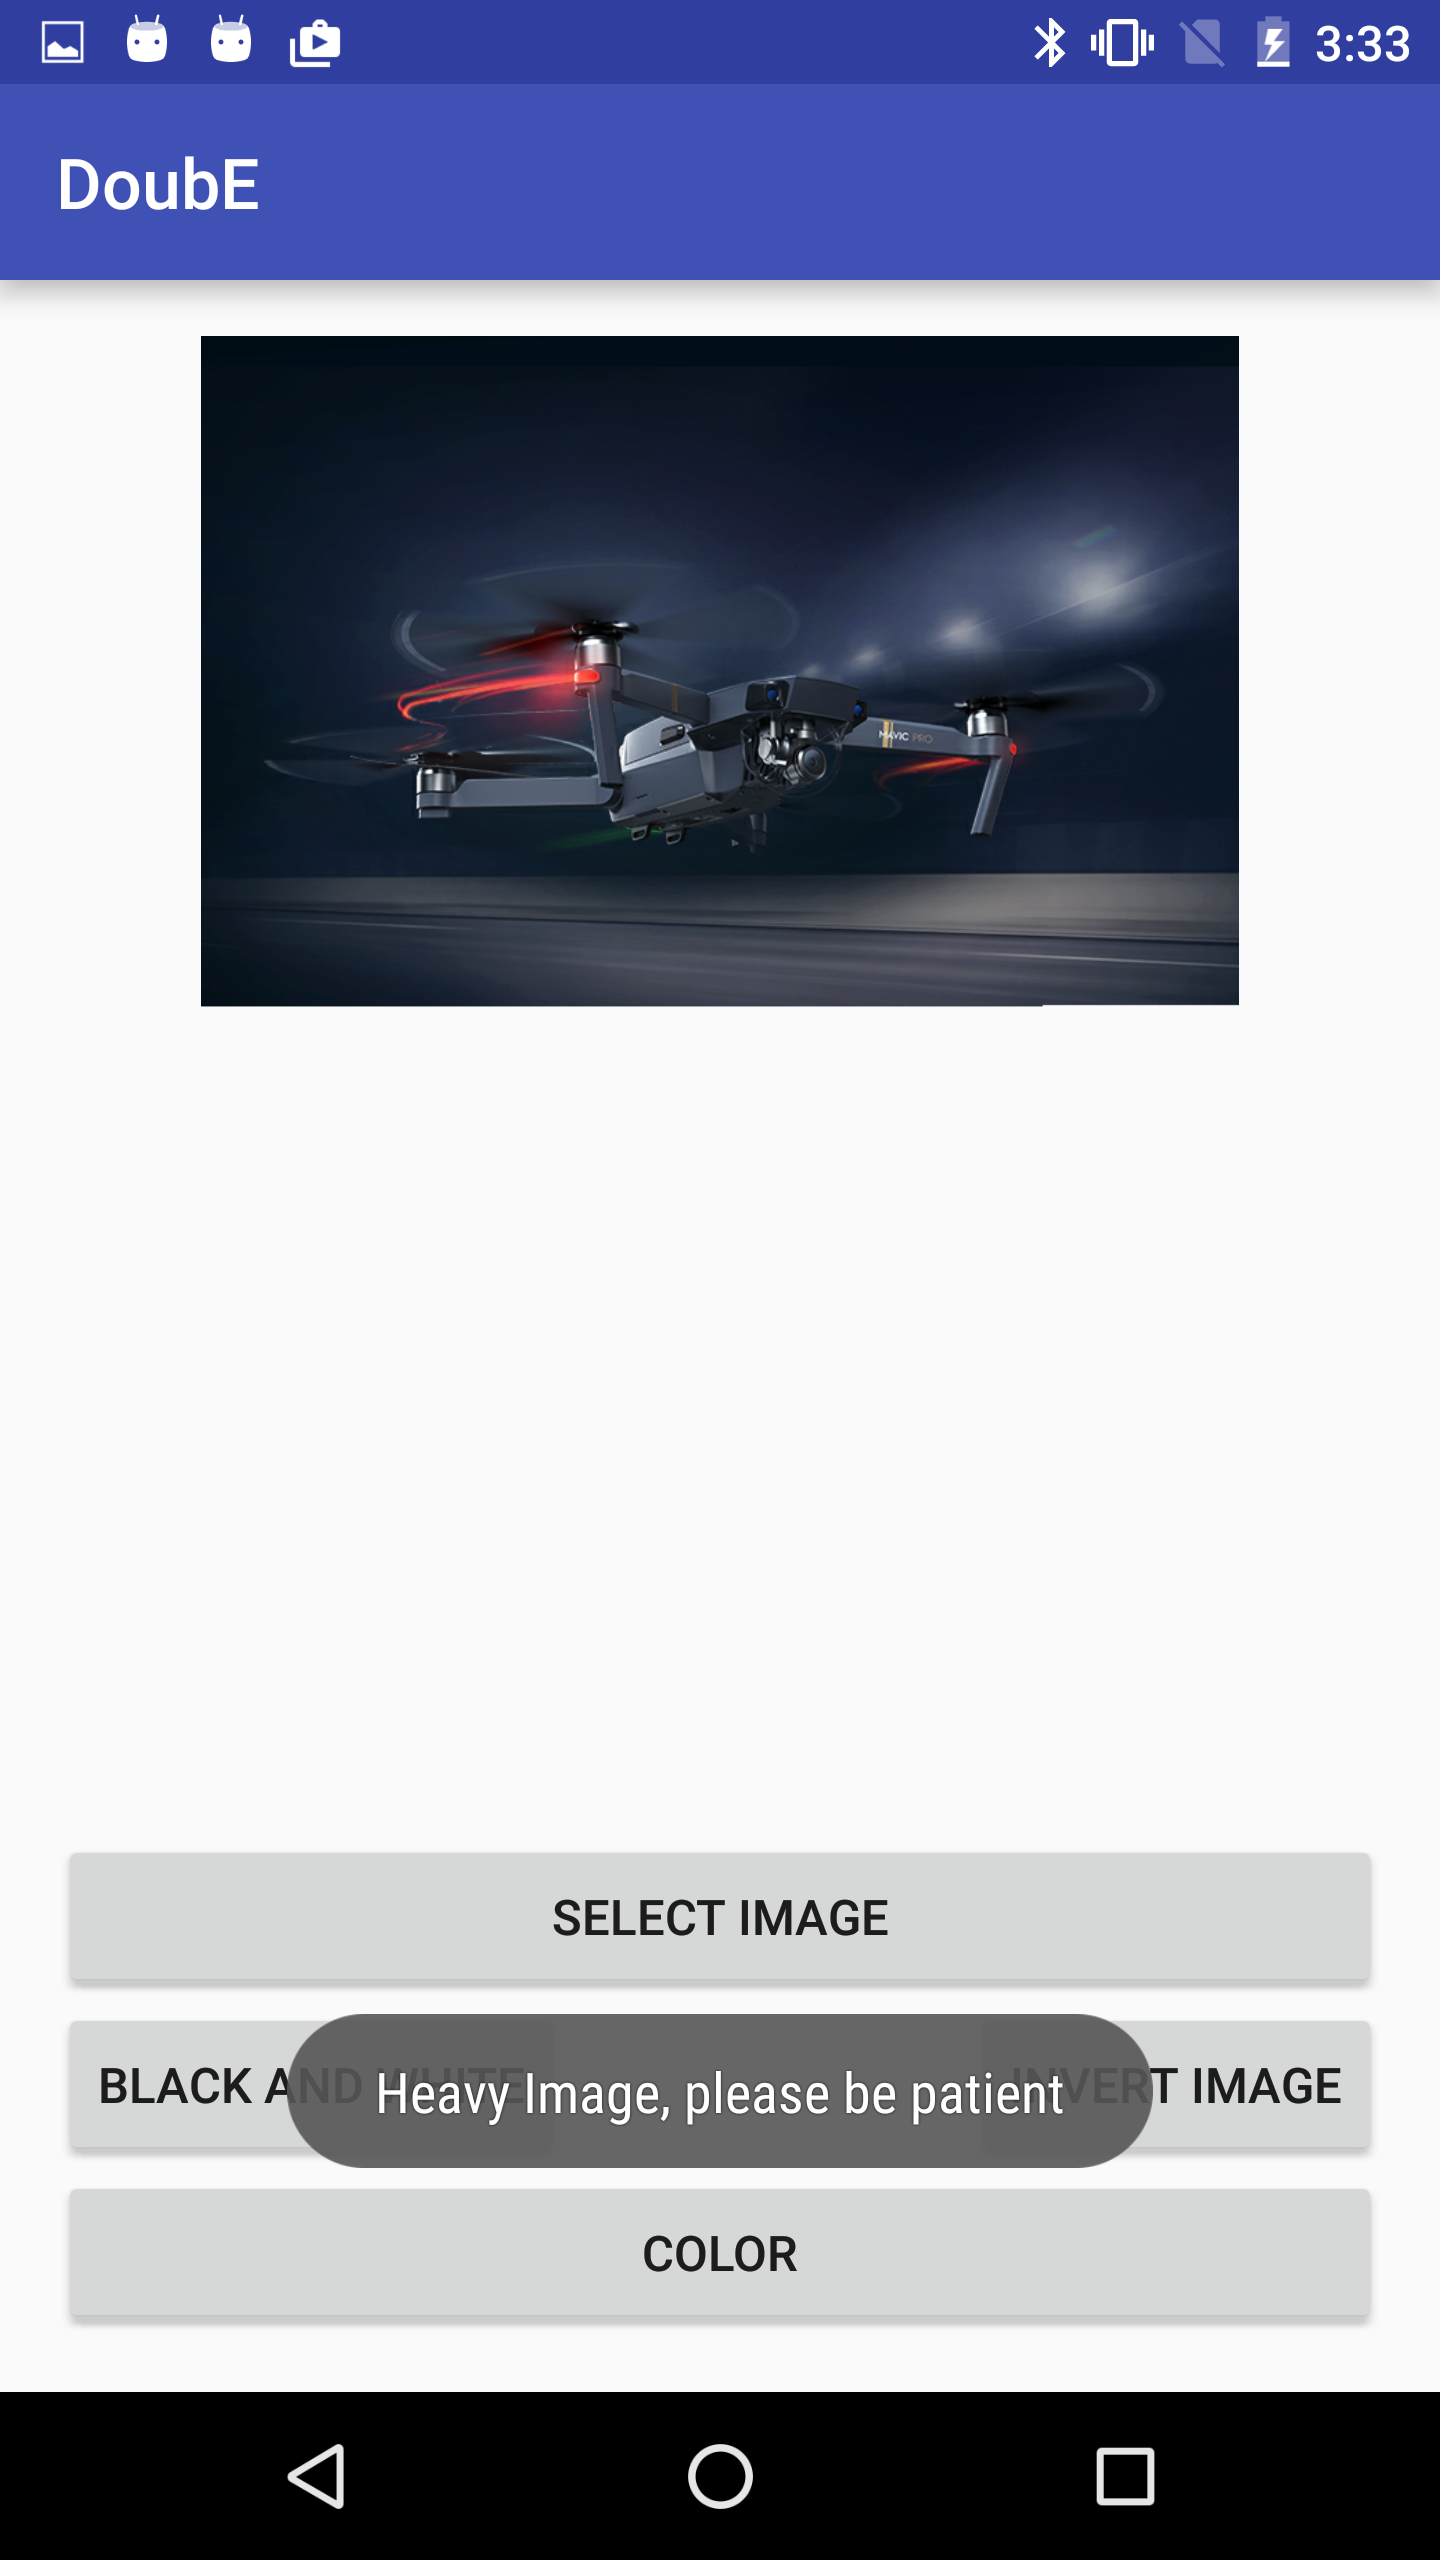 3:33
DoubE
MAVIC PRO
SELECT IMAGE
BLACK AND WHITE
INVERT IMAGE
Heavy Image, please be patient
COLOR